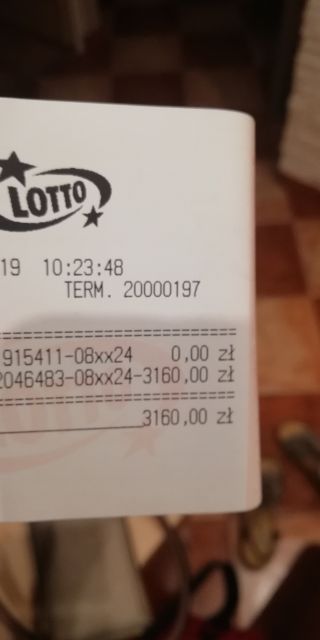 LOTTO
19 10:23:48
TERM. 20000197
===========================
915411-08xx24 0,00 zł
2046483-08xx24-3160,00 zł
===========================
3160,00 zł